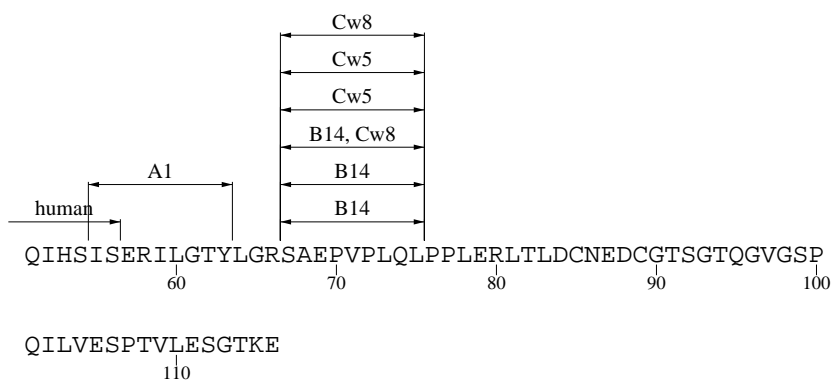 Cw8
Cw5
Cw5
B14, Cw8
A1 B14
human B14
QIHSISERILGTYLGRSAEPVPLQLPPLERLTLDCNEDCGTSGTQGVGSP
60 70 80 90 100
QILVESPTVLESGTKE
110